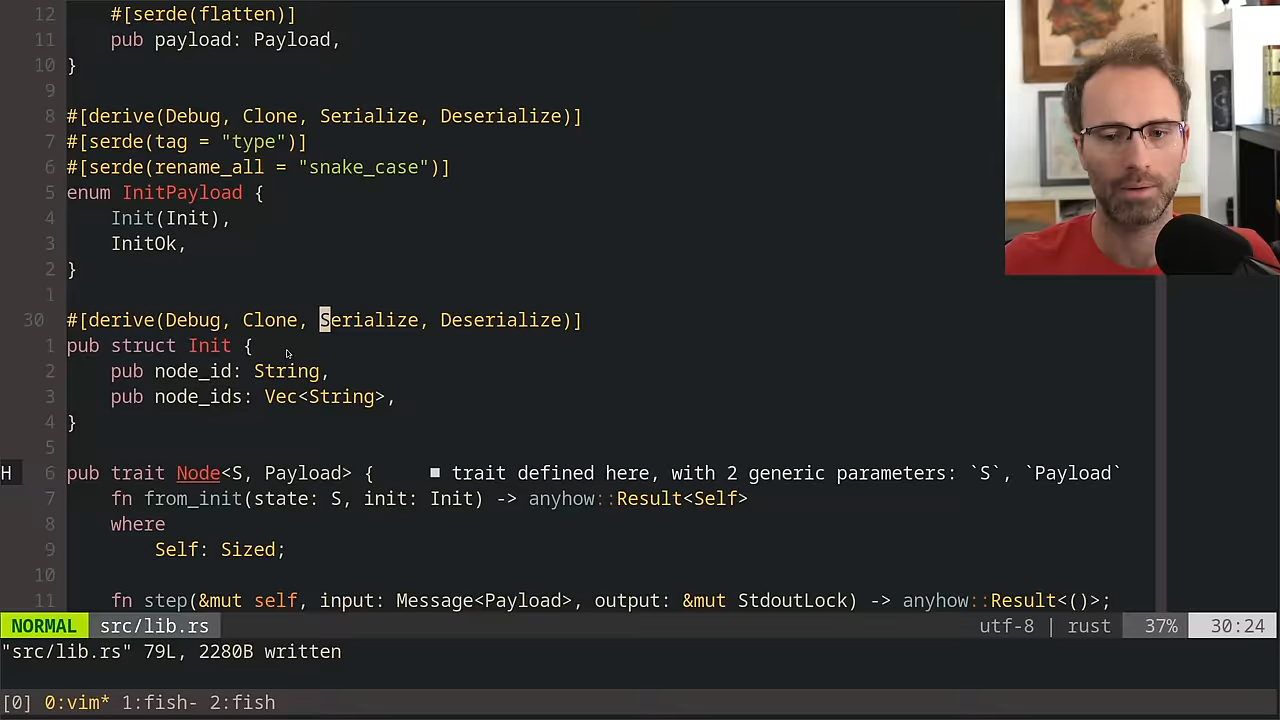 12     #[serde(flatten)]
11     pub payload: Payload,
10 }
9
8 #[derive(Debug, Clone, Serialize, Deserialize)]
7 #[serde(tag = "type")]
6 #[serde(rename_all = "snake_case")]
5 enum InitPayload {
4     Init(Init),
3     InitOk,
2 }
1
30 #[derive(Debug, Clone, Serialize, Deserialize)]
1 pub struct Init {
2     pub node_id: String,
3     pub node_ids: Vec<String>,
4 }
5
H 6 pub trait Node<S, Payload> {     ■ trait defined here, with 2 generic parameters: `S`, `Payload`
7     fn from_init(state: S, init: Init) -> anyhow::Result<Self>
8     where
9         Self: Sized;
10
11     fn step(&mut self, input: Message<Payload>, output: &mut StdoutLock) -> anyhow::Result<()>;
NORMAL src/lib.rs utf-8 | rust 37% 30:24
"src/lib.rs" 79L, 2280B written
[0] 0:vim* 1:fish- 2:fish